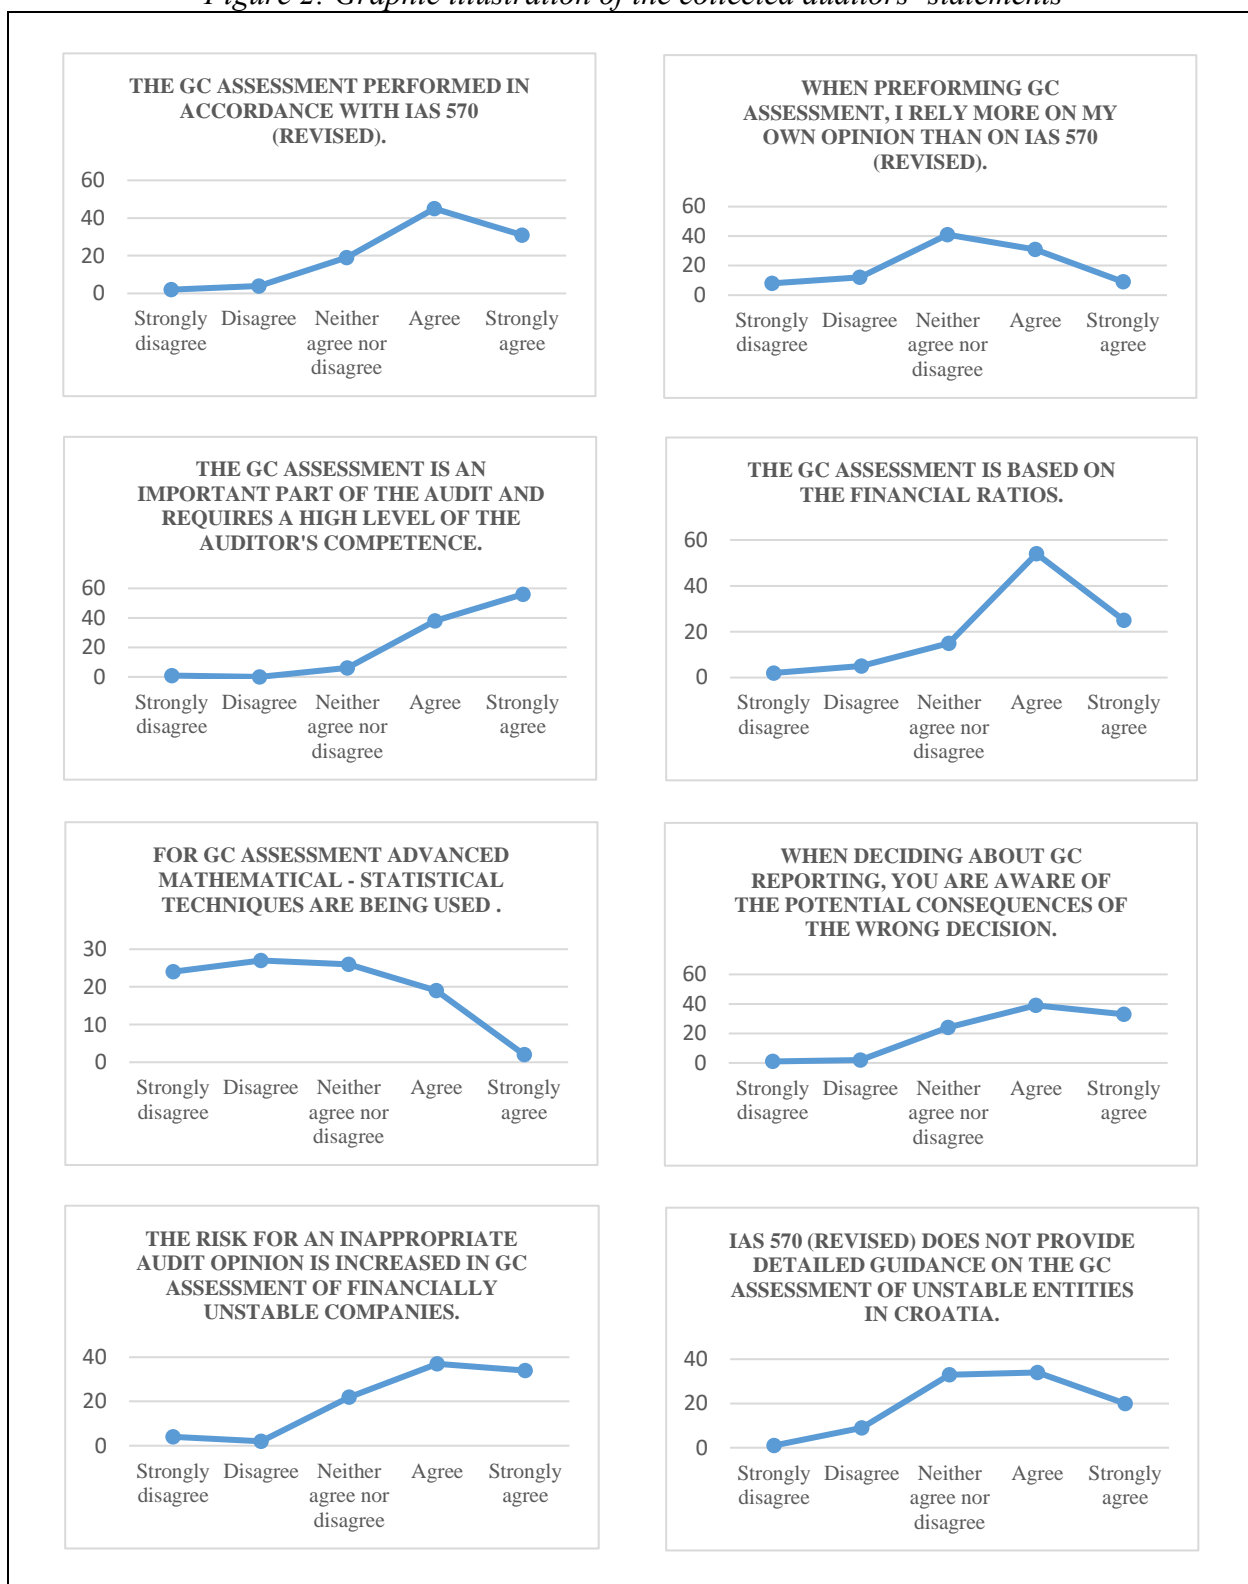 Figure 2: Graphic illustration of the collected auditors' statements
THE GC ASSESSMENT PERFORMED IN
ACCORDANCE WITH IAS 570
(REVISED).
60
40
20
0
Strongly disagree
Disagree
Neither agree nor disagree
Agree
Strongly agree
WHEN PREFORMING GC
ASSESSMENT, I RELY MORE ON MY
OWN OPINION THAN ON IAS 570
(REVISED).
60
40
20
0
Strongly disagree
Disagree
Neither agree nor disagree
Agree
Strongly agree
THE GC ASSESSMENT IS AN
IMPORTANT PART OF THE AUDIT AND
REQUIRES A HIGH LEVEL OF THE
AUDITOR'S COMPETENCE.
60
40
20
0
Strongly disagree
Disagree
Neither agree nor disagree
Agree
Strongly agree
THE GC ASSESSMENT IS BASED ON
THE FINANCIAL RATIOS.
60
40
20
0
Strongly disagree
Disagree
Neither agree nor disagree
Agree
Strongly agree
FOR GC ASSESSMENT ADVANCED
MATHEMATICAL - STATISTICAL
TECHNIQUES ARE BEING USED .
30
20
10
0
Strongly disagree
Disagree
Neither agree nor disagree
Agree
Strongly agree
WHEN DECIDING ABOUT GC
REPORTING, YOU ARE AWARE OF
THE POTENTIAL CONSEQUENCES OF
THE WRONG DECISION.
60
40
20
0
Strongly disagree
Disagree
Neither agree nor disagree
Agree
Strongly agree
THE RISK FOR AN INAPPROPRIATE
AUDIT OPINION IS INCREASED IN GC
ASSESSMENT OF FINANCIALLY
UNSTABLE COMPANIES.
40
20
0
Strongly disagree
Disagree
Neither agree nor disagree
Agree
Strongly agree
IAS 570 (REVISED) DOES NOT PROVIDE
DETAILED GUIDANCE ON THE GC
ASSESSMENT OF UNSTABLE ENTITIES
IN CROATIA.
40
20
0
Strongly disagree
Disagree
Neither agree nor disagree
Agree
Strongly agree